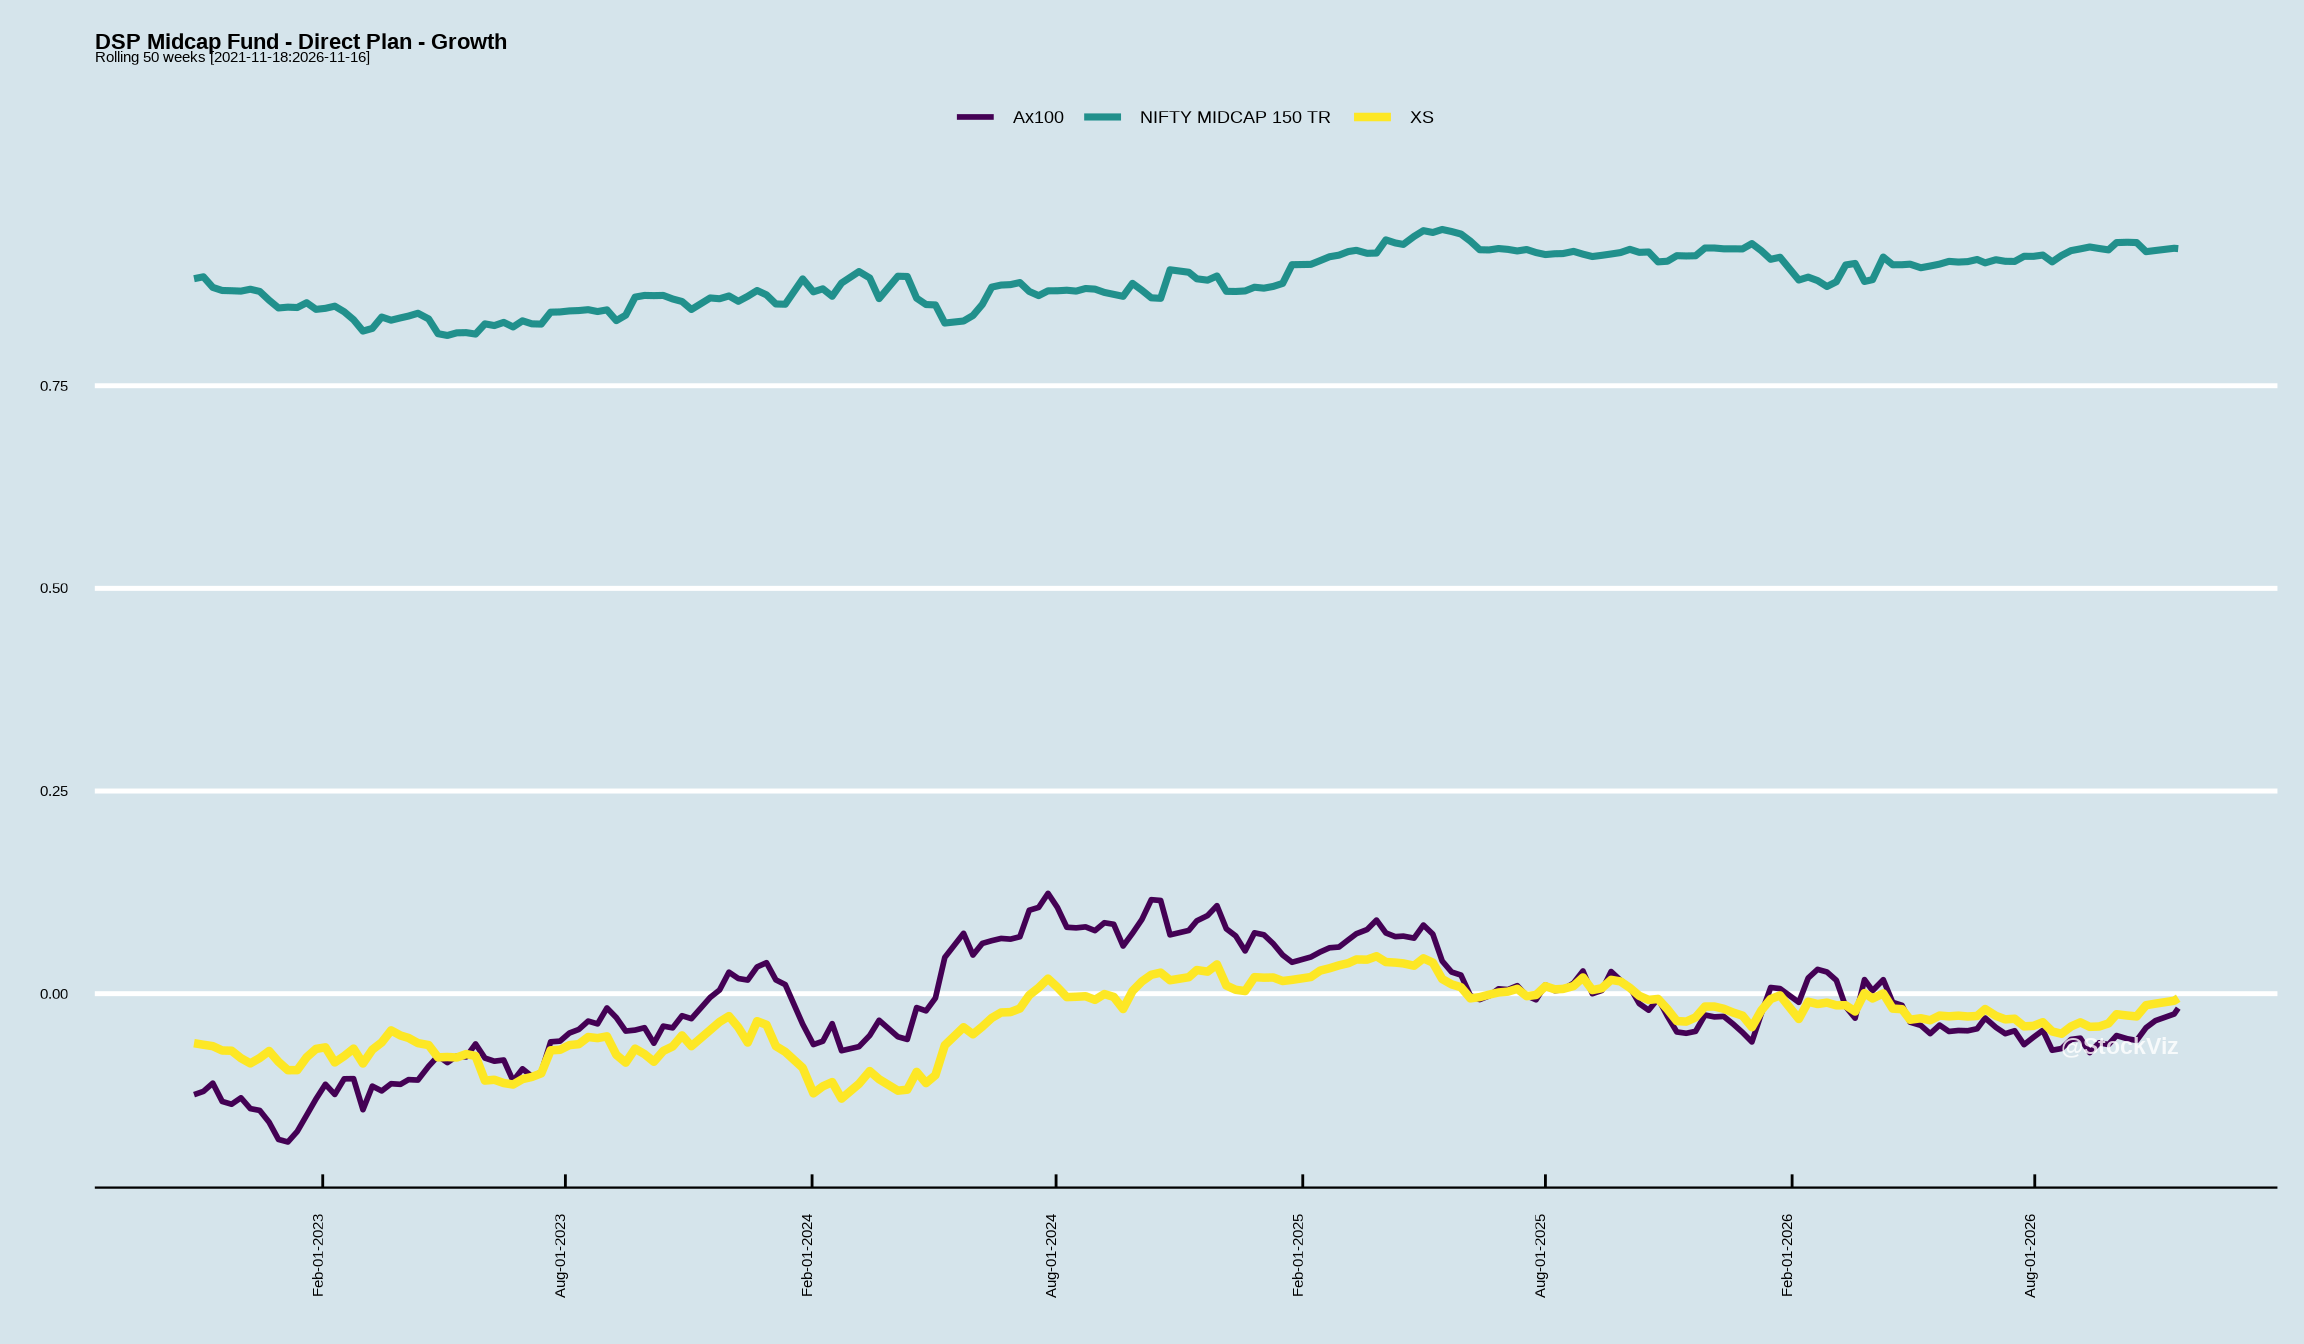 DSP Midcap Fund - Direct Plan - Growth
Rolling 50 weeks [2021-11-18:2026-11-16]
Ax100 NIFTY MIDCAP 150 TR XS
0.75
0.50
0.25
0.00
@StockViz
Feb-01-2023 Aug-01-2023 Feb-01-2024 Aug-01-2024 Feb-01-2025 Aug-01-2025 Feb-01-2026 Aug-01-2026